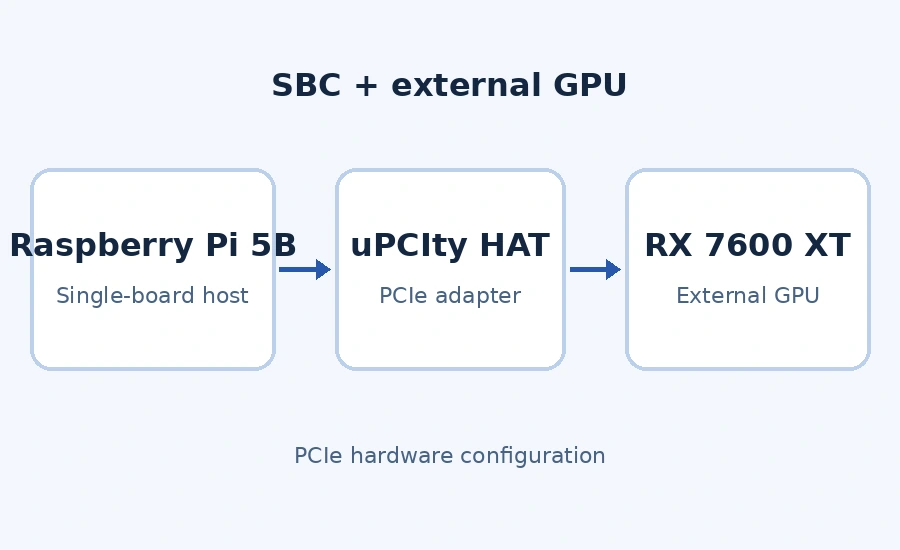 SBC + external GPU
Raspberry Pi 5B
Single-board host
uPCIty HAT
PCIe adapter
RX 7600 XT
External GPU
PCIe hardware configuration